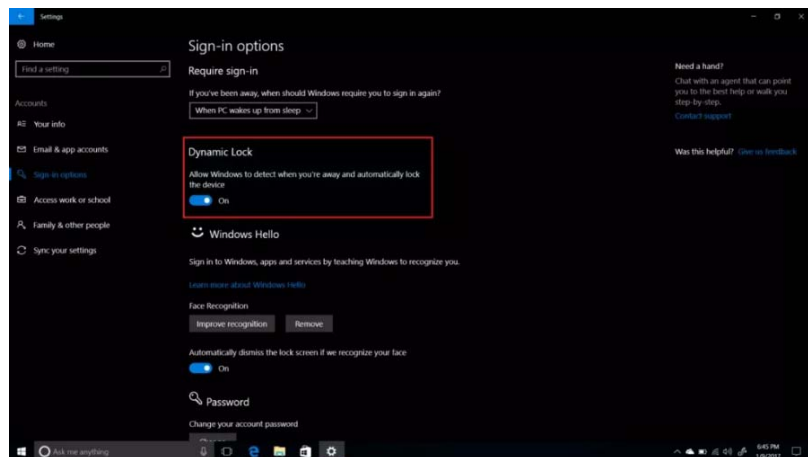 Settings
Home
Find a setting
Accounts
Your info
Email & app accounts
Sign-in options
Access work or school
Family & other people
Sync your settings
Sign-in options
Require sign-in
If you've been away, when should Windows require you to sign in again?
When PC wakes up from sleep
Dynamic Lock
Allow Windows to detect when you're away and automatically lock
the device
On
Windows Hello
Sign in to Windows, apps and services by teaching Windows to recognize you.
Learn more about Windows Hello
Face Recognition
Improve recognition
Remove
Automatically dismiss the lock screen if we recognize your face
On
Password
Change your account password
Need a hand?
Chat with an agent that can point
you to the best help or walk you
step-by-step.
Contact support
Was this helpful? Give us feedback
Ask me anything
6:45 PM
1/9/2017